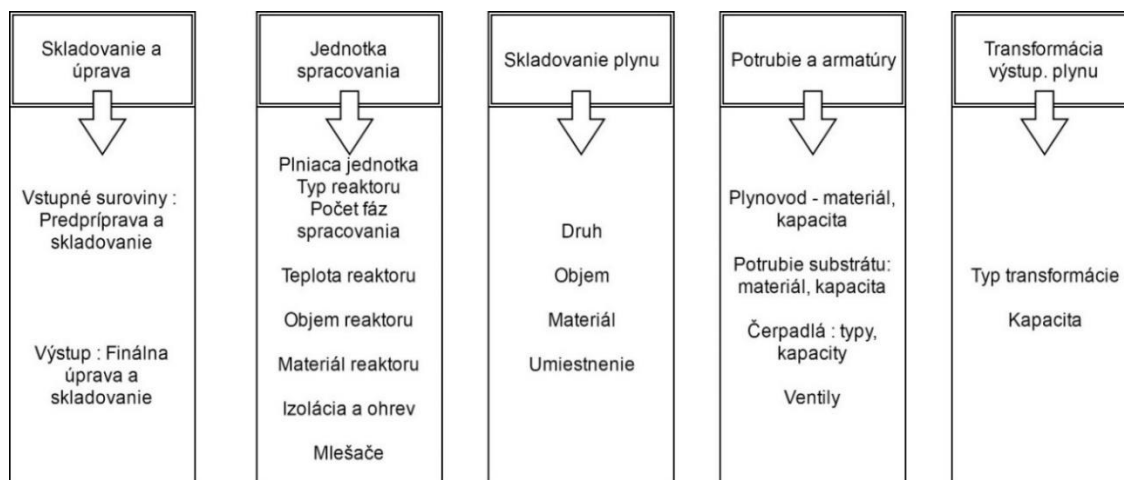 Skladovanie a
úprava
Vstupné suroviny :
Predpríprava a
skladovanie
Výstup : Finálna
úprava a
skladovanie
Jednotka
spracovania
Plniaca jednotka
Typ reaktoru
Počet fáz
spracovania
Teplota reaktoru
Objem reaktoru
Materiál reaktoru
Izolácia a ohrev
Mlešače
Skladovanie plynu
Druh
Objem
Materiál
Umiestnenie
Potrubie a armatúry
Plynovod - materiál,
kapacita
Potrubie substrátu:
materiál, kapacita
Čerpadlá : typy,
kapacity
Ventily
Transformácia
výstup. plynu
Typ transformácie
Kapacita